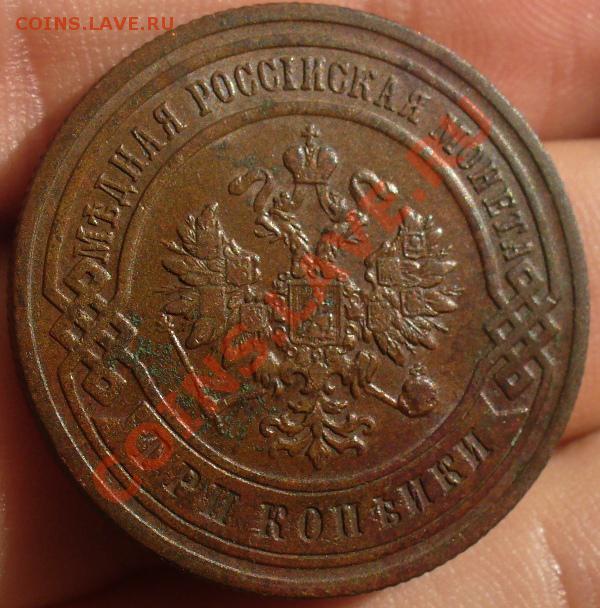 COINS.LAVE.RU
МѢДНАЯ РОССІЙСКАЯ МОНЕТА
ТРИ КОПѢЙКИ
COINS.LAVE.RU